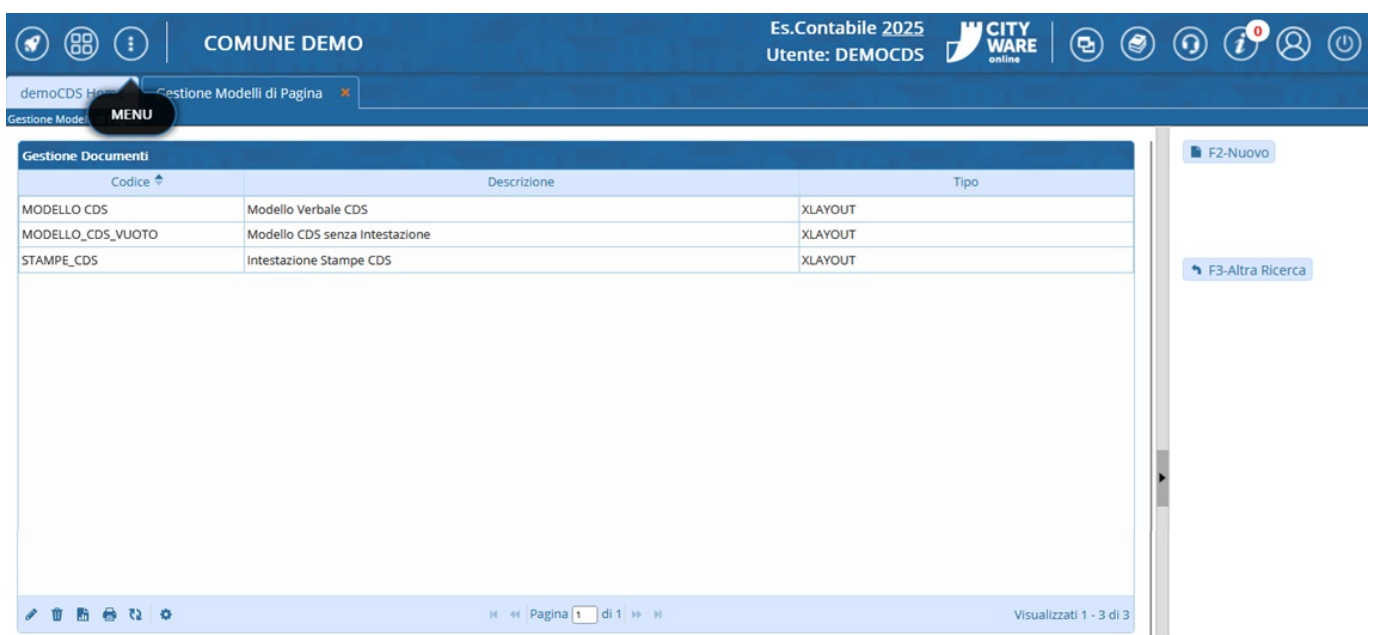 COMUNE DEMO
Es.Contabile 2025
Utente: DEMOCDS
CITY
WARE
online
0
demoCDS
Gestione Modelli di Pagina ×
MENU
Gestione
Gestione Documenti
Codice Descrizione Tipo
MODELLO CDS Modello Verbale CDS XLAYOUT
MODELLO_CDS_VUOTO Modello CDS senza Intestazione XLAYOUT
STAMPE_CDS Intestazione Stampe CDS XLAYOUT
Pagina 1 di 1
Visualizzati 1 - 3 di 3
F2-Nuovo
F3-Altra Ricerca